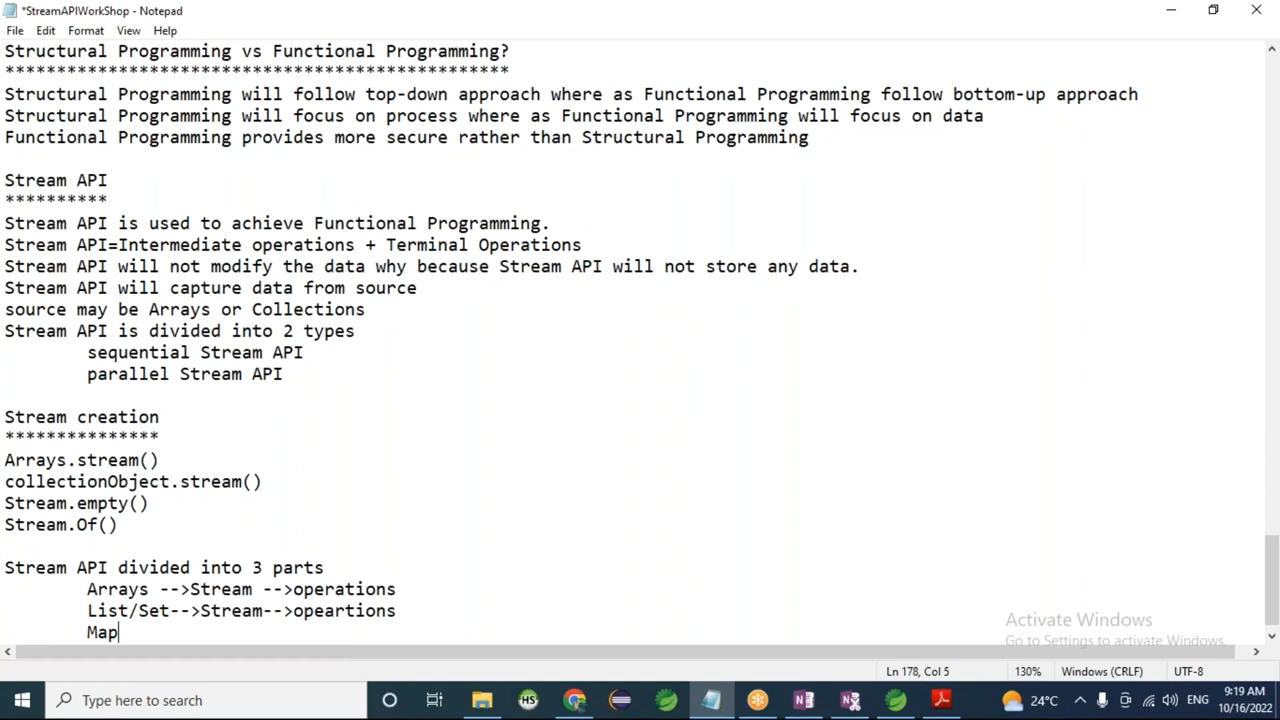 *StreamAPIWorkShop - Notepad
File Edit Format View Help
Structural Programming vs Functional Programming?
*************************************************
Structural Programming will follow top-down approach where as Functional Programming follow bottom-up approach
Structural Programming will focus on process where as Functional Programming will focus on data
Functional Programming provides more secure rather than Structural Programming
Stream API
**********
Stream API is used to achieve Functional Programming.
Stream API=Intermediate operations + Terminal Operations
Stream API will not modify the data why because Stream API will not store any data.
Stream API will capture data from source
source may be Arrays or Collections
Stream API is divided into 2 types
sequential Stream API
parallel Stream API
Stream creation
***************
Arrays.stream()
collectionObject.stream()
Stream.empty()
Stream.Of()
Stream API divided into 3 parts
Arrays -->Stream -->operations
List/Set-->Stream-->opeartions
Map
Activate Windows
Go to Settings to activate Windows.
Ln 178, Col 5 130% Windows (CRLF) UTF-8
Type here to search
HS
24°C
ENG
9:19 AM
10/16/2022